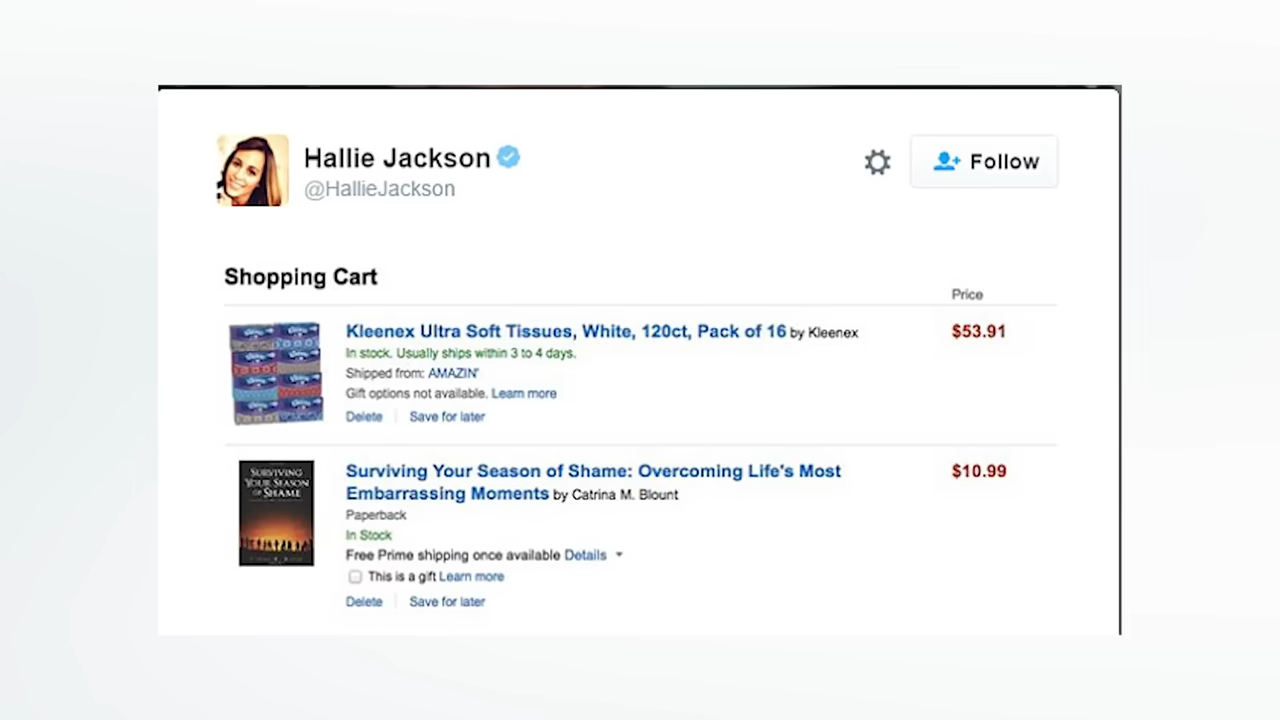 Hallie Jackson
@HallieJackson
Follow
Shopping Cart
Price
Kleenex Ultra Soft Tissues, White, 120ct, Pack of 16 by Kleenex
$53.91
In stock. Usually ships within 3 to 4 days.
Shipped from: AMAZIN'
Gift options not available. Learn more
Delete
Save for later
SURVIVING
YOUR SEASON
OF SHAME
Surviving Your Season of Shame: Overcoming Life's Most
$10.99
Embarrassing Moments by Catrina M. Blount
Paperback
In Stock
Free Prime shipping once available Details
This is a gift Learn more
Delete
Save for later